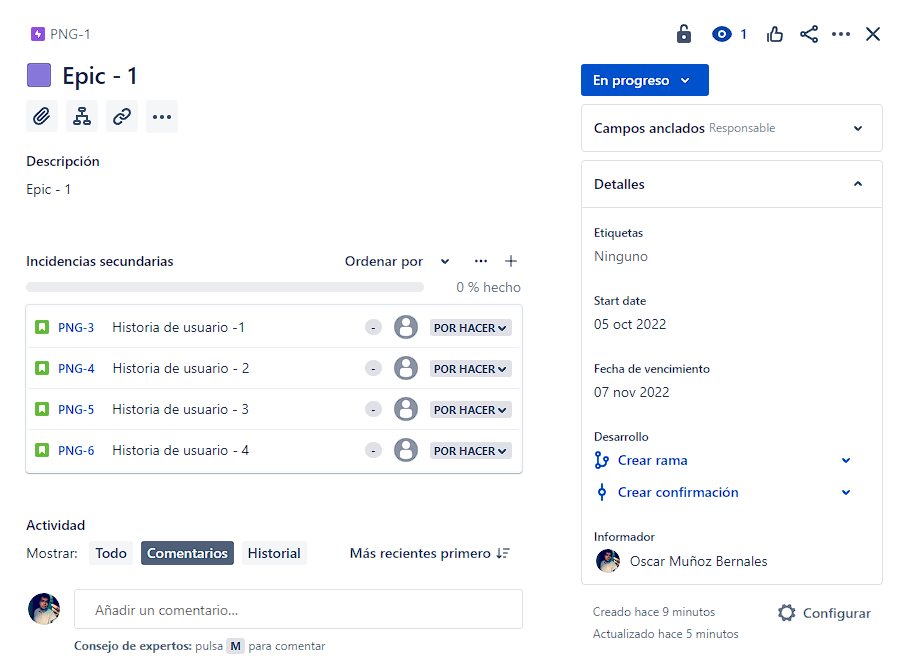 PNG-1
1
Epic - 1
En progreso
Campos anclados Responsable
Descripción
Epic - 1
Detalles
Etiquetas
Ninguno
Incidencias secundarias
Ordenar por
0 % hecho
PNG-3 Historia de usuario -1 - POR HACER
PNG-4 Historia de usuario - 2 - POR HACER
PNG-5 Historia de usuario - 3 - POR HACER
PNG-6 Historia de usuario - 4 - POR HACER
Start date
05 oct 2022
Fecha de vencimiento
07 nov 2022
Desarrollo
Crear rama
Crear confirmación
Informador
Oscar Muñoz Bernales
Creado hace 9 minutos
Actualizado hace 5 minutos
Configurar
Actividad
Mostrar: Todo Comentarios Historial Más recientes primero
Añadir un comentario...
Consejo de expertos: pulsa M para comentar